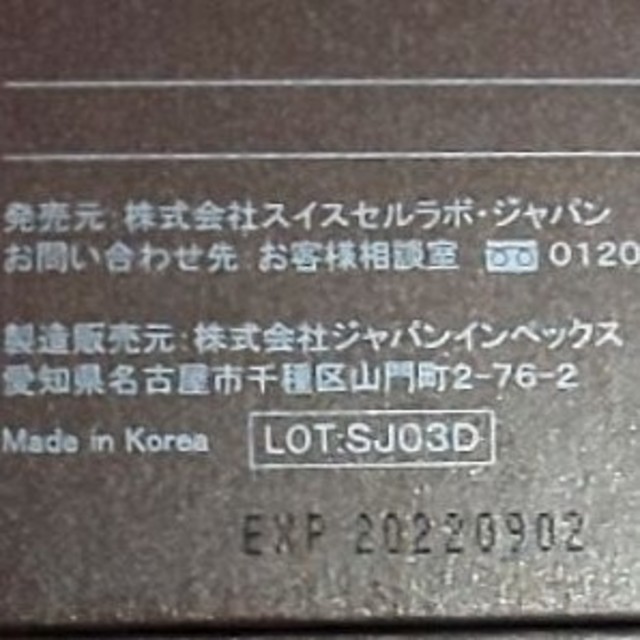 発売元:株式会社スイスセルラボ・ジャパン
お問い合わせ先 お客様相談室 0120
製造販売元:株式会社ジャパンインペックス
愛知県名古屋市千種区山門町2-76-2
Made in Korea LOT:SJ03D
EXP 20220902